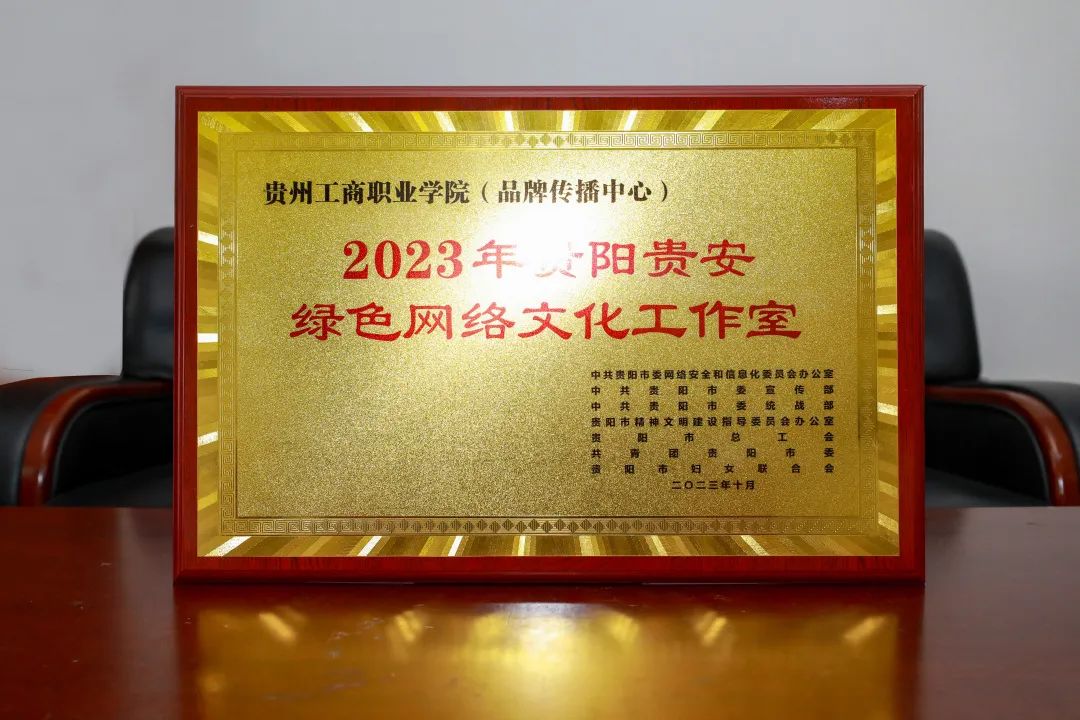 贵州工商职业学院（品牌传播中心）
2023年贵阳贵安
绿色网络文化工作室
中共贵阳市委网络安全和信息化委员会办公室
中共贵阳市委宣传部
中共贵阳市委统战部
贵阳市精神文明建设指导委员会办公室
贵阳市总工会
共青团贵阳市委
贵阳市妇女联合会
二〇二三年十月